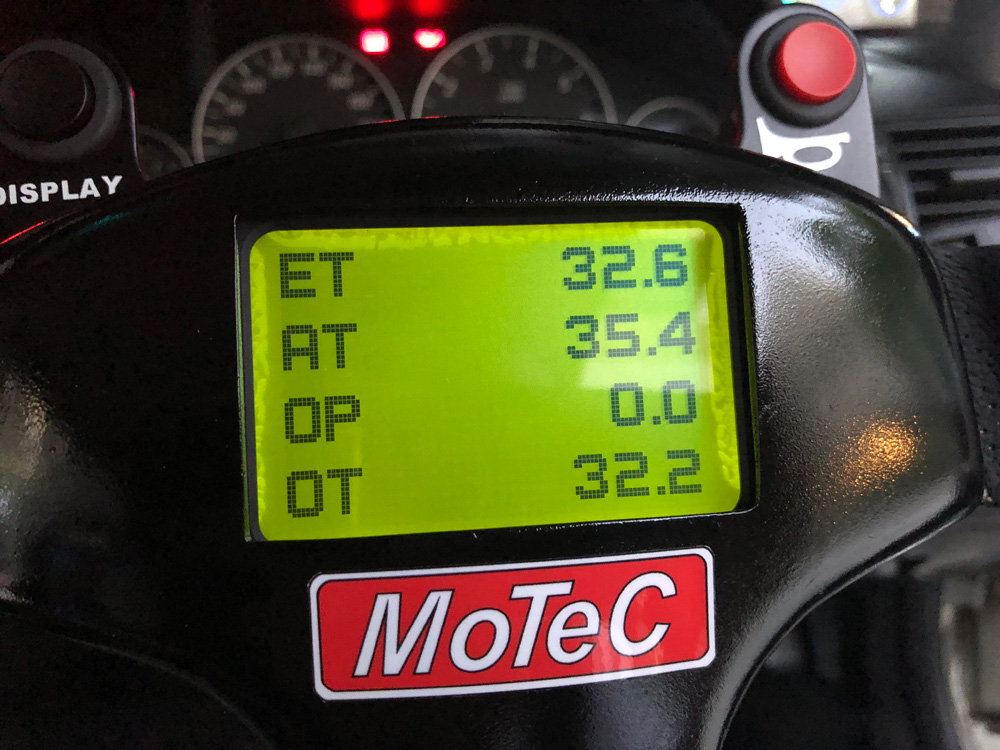 DISPLAY
ET 32.6
AT 35.4
OP 0.0
OT 32.2
MoTeC